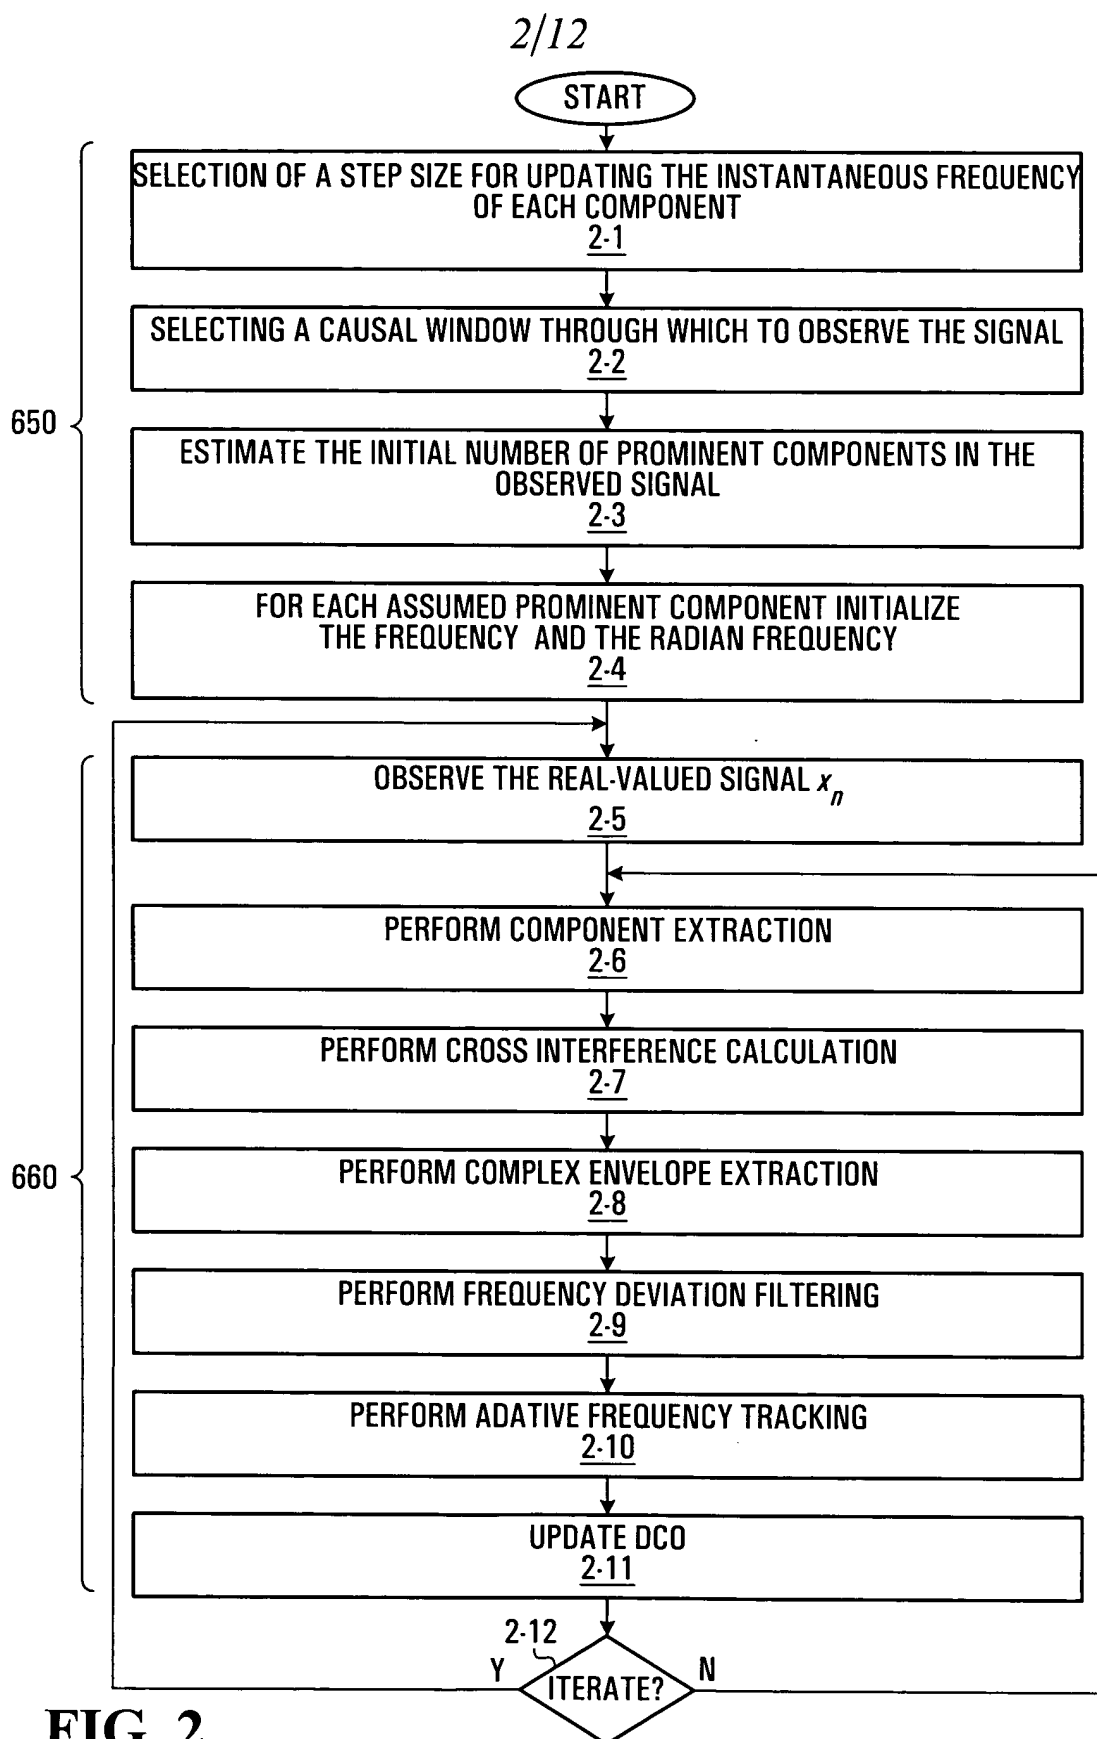 2/12
START
SELECTION OF A STEP SIZE FOR UPDATING THE INSTANTANEOUS FREQUENCY
OF EACH COMPONENT
2-1
SELECTING A CAUSAL WINDOW THROUGH WHICH TO OBSERVE THE SIGNAL
2-2
650
ESTIMATE THE INITIAL NUMBER OF PROMINENT COMPONENTS IN THE
OBSERVED SIGNAL
2-3
FOR EACH ASSUMED PROMINENT COMPONENT INITIALIZE
THE FREQUENCY AND THE RADIAN FREQUENCY
2-4
OBSERVE THE REAL-VALUED SIGNAL xn
2-5
PERFORM COMPONENT EXTRACTION
2-6
PERFORM CROSS INTERFERENCE CALCULATION
2-7
660
PERFORM COMPLEX ENVELOPE EXTRACTION
2-8
PERFORM FREQUENCY DEVIATION FILTERING
2-9
PERFORM ADATIVE FREQUENCY TRACKING
2-10
UPDATE DCO
2-11
2-12
Y
ITERATE?
N
FIG. 2